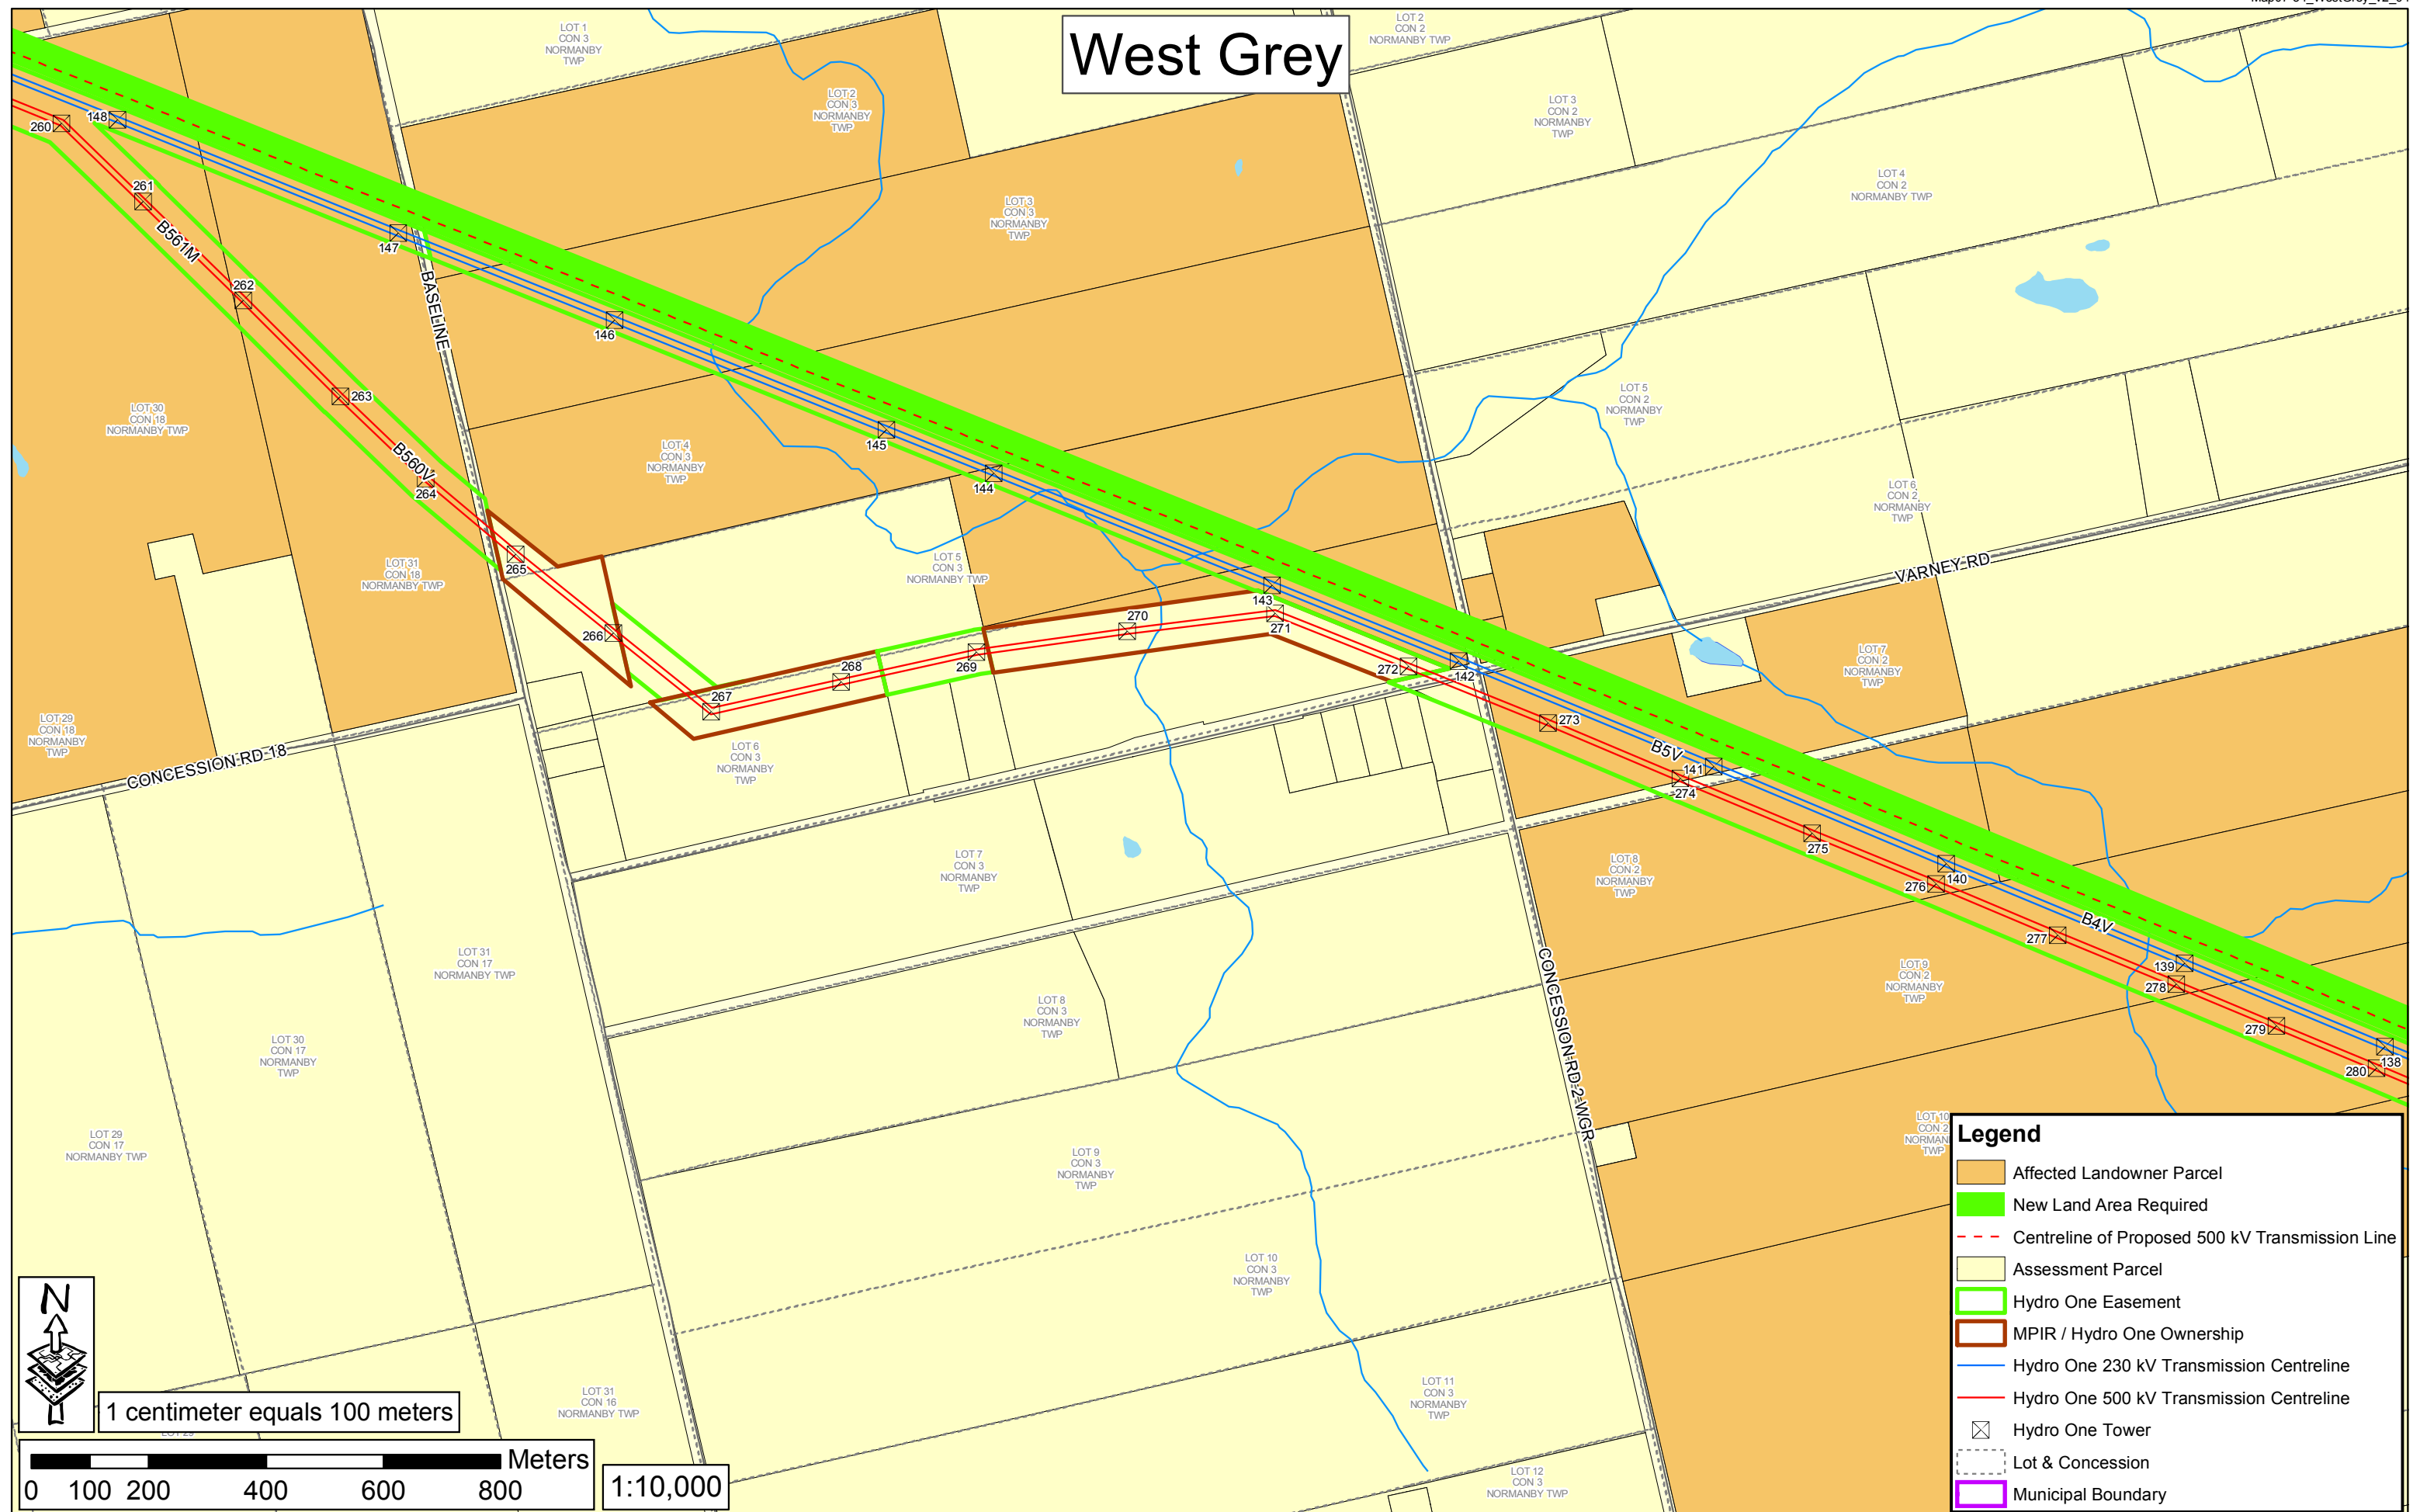 West Grey
LOT 1
CON 3
NORMANBY
TWP
LOT 2
CON 2
NORMANBY TWP
LOT 2
CON 3
NORMANBY
TWP
LOT 3
CON 2
NORMANBY
TWP
260
148
LOT 3
CON 3
NORMANBY
TWP
LOT 4
CON 2
NORMANBY TWP
261
B561M
147
262
BASELINE
146
263
LOT 30
CON 18
NORMANBY TWP
LOT 5
CON 2
NORMANBY
TWP
145
LOT 4
CON 3
NORMANBY
TWP
B560V
264
144
LOT 6
CON 2
NORMANBY
TWP
265
LOT 31
CON 18
NORMANBY TWP
LOT 5
CON 3
NORMANBY TWP
VARNEY RD
143
270
271
266
268
269
272
142
267
LOT 7
CON 2
NORMANBY
TWP
LOT 29
CON 18
NORMANBY
TWP
CONCESSION RD 18
LOT 6
CON 3
NORMANBY
TWP
273
B5V
141
274
275
LOT 7
CON 3
NORMANBY
TWP
LOT 8
CON 2
NORMANBY
TWP
276
140
B4V
277
LOT 31
CON 17
NORMANBY TWP
CONCESSION RD 2 WGR
LOT 9
CON 2
NORMANBY
TWP
139
278
LOT 8
CON 3
NORMANBY
TWP
279
138
280
LOT 30
CON 17
NORMANBY
TWP
LOT 29
CON 17
NORMANBY TWP
LOT 9
CON 3
NORMANBY
TWP
LOT 10
CON 2
NORMAN
TWP
LOT 10
CON 3
NORMANBY
TWP
LOT 31
CON 16
NORMANBY TWP
LOT 11
CON 3
NORMANBY
TWP
LOT 12
CON 3
NORMANBY TWP
Legend
Affected Landowner Parcel
New Land Area Required
Centreline of Proposed 500 kV Transmission Line
Assessment Parcel
Hydro One Easement
MPIR / Hydro One Ownership
Hydro One 230 kV Transmission Centreline
Hydro One 500 kV Transmission Centreline
Hydro One Tower
Lot & Concession
Municipal Boundary
N
1 centimeter equals 100 meters
Meters
0 100 200 400 600 800
1:10,000